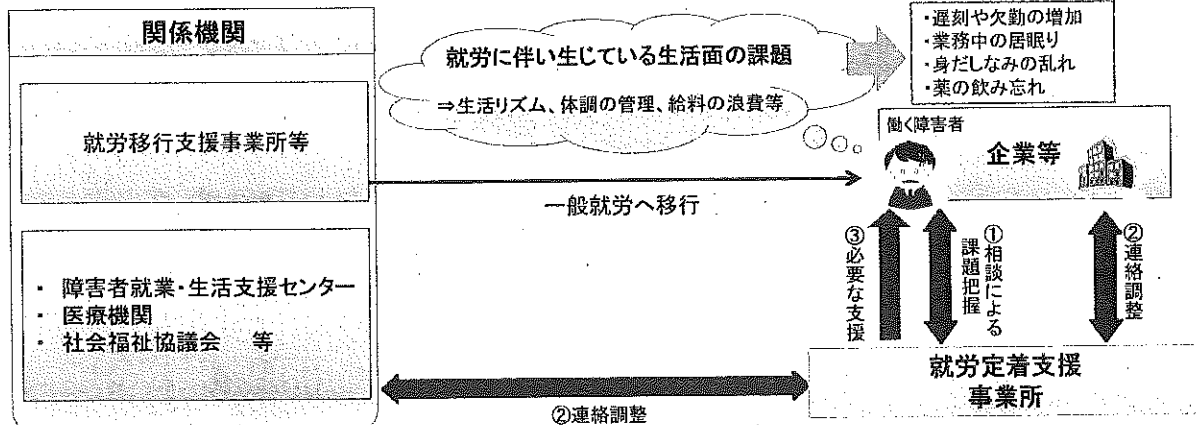 関係機関
就労移行支援事業所等
・ 障害者就業・生活支援センター
・ 医療機関
・ 社会福祉協議会 等
就労に伴い生じている生活面の課題
⇒生活リズム、体調の管理、給料の浪費等
・遅刻や欠勤の増加
・業務中の居眠り
・身だしなみの乱れ
・薬の飲み忘れ
働く障害者
企業等
一般就労へ移行
③必要な支援
①相談による
課題把握
②連絡調整
就労定着支援
事業所
②連絡調整